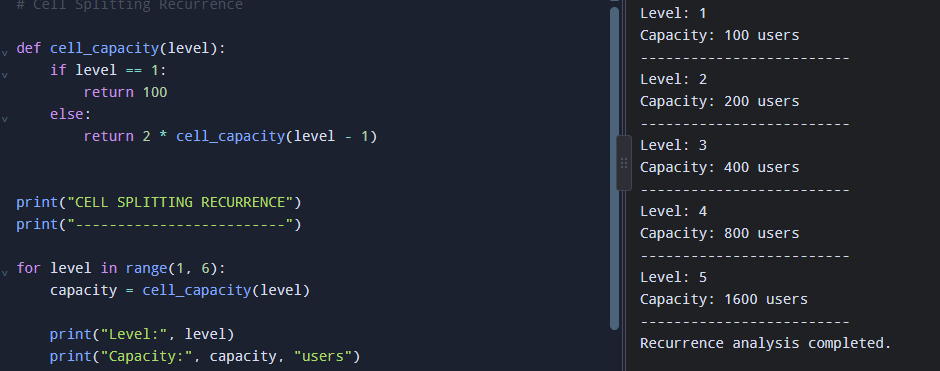 # Cell Splitting Recurrence
def cell_capacity(level):
    if level == 1:
        return 100
    else:
        return 2 * cell_capacity(level - 1)
print("CELL SPLITTING RECURRENCE")
print("-------------------------")
for level in range(1, 6):
    capacity = cell_capacity(level)
    print("Level:", level)
    print("Capacity:", capacity, "users")
Level: 1
Capacity: 100 users
-------------------------
Level: 2
Capacity: 200 users
-------------------------
Level: 3
Capacity: 400 users
-------------------------
Level: 4
Capacity: 800 users
-------------------------
Level: 5
Capacity: 1600 users
-------------------------
Recurrence analysis completed.